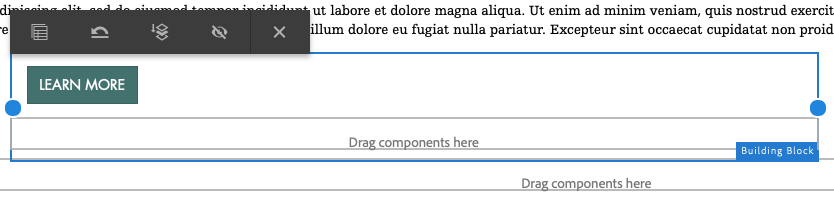 dipiscing elit, sed do eiusmod tempor incididunt ut labore et dolore magna aliqua. Ut enim ad minim veniam, quis nostrud exercit
illum dolore eu fugiat nulla pariatur. Excepteur sint occaecat cupidatat non proid
LEARN MORE
Drag components here
Building Block
Drag components here